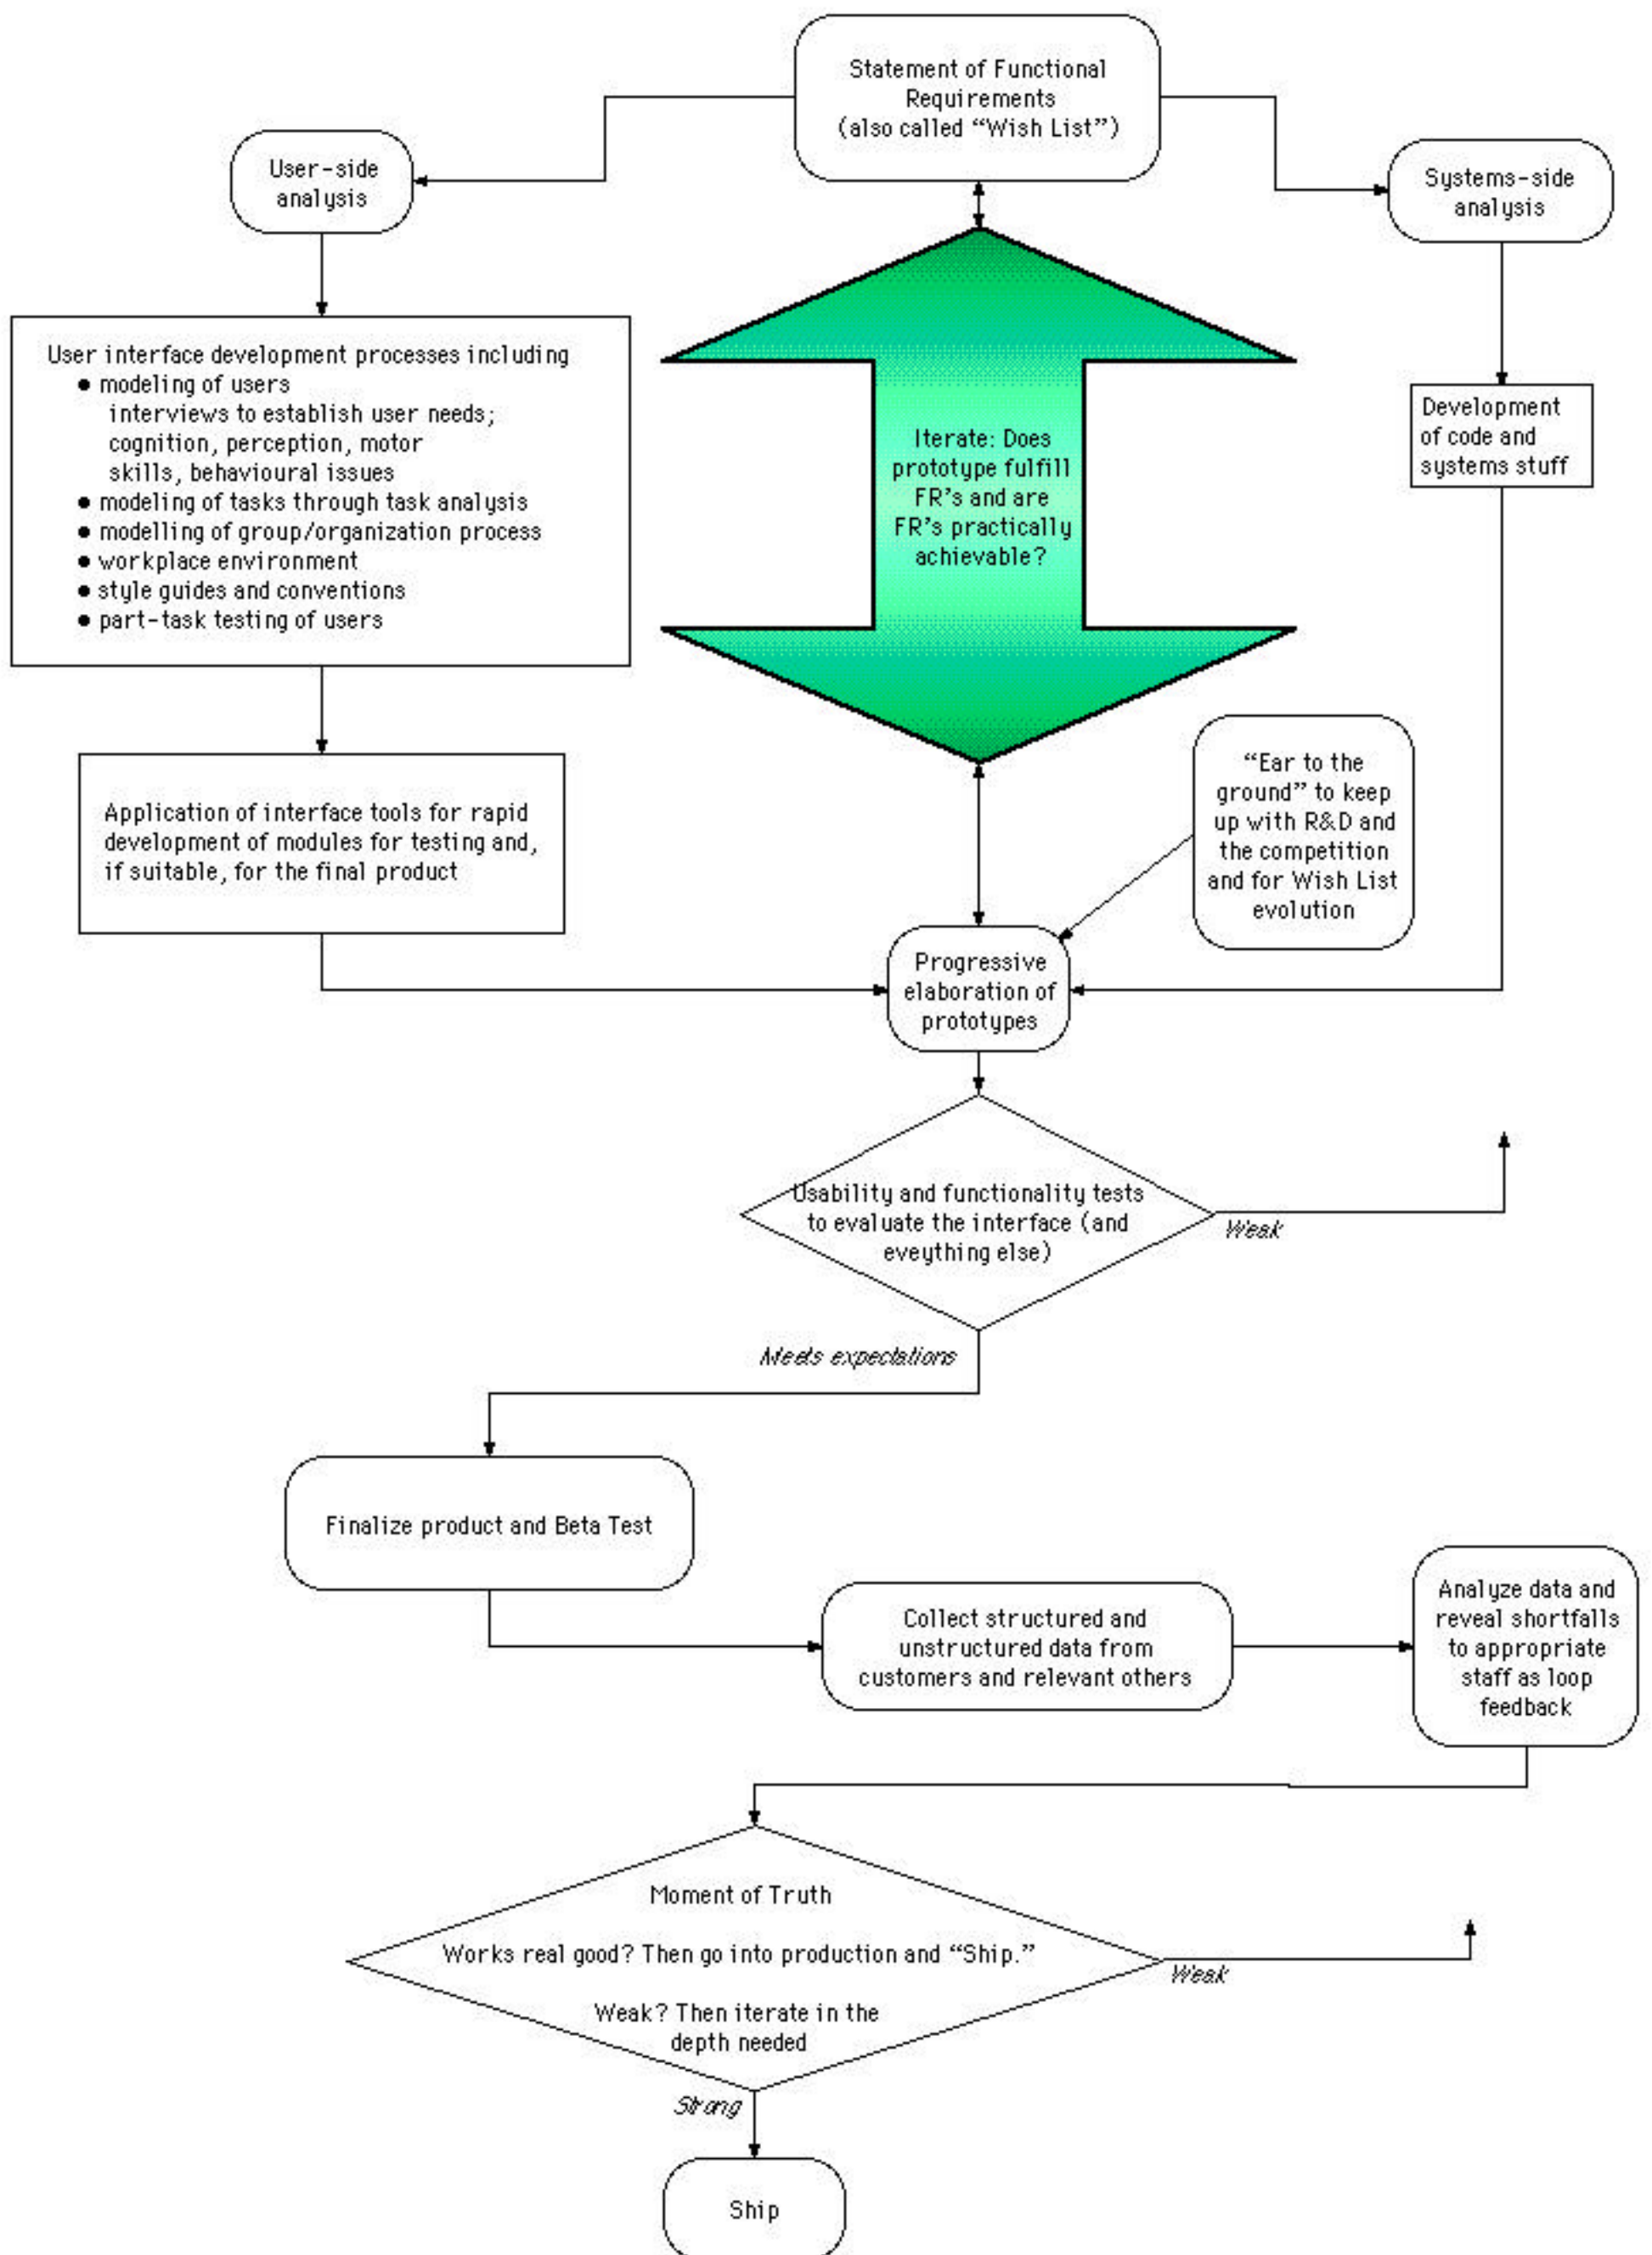 Statement of Functional
Requirements
(also called “Wish List”)
User-side
analysis
Systems-side
analysis
User interface development processes including
● modeling of users
interviews to establish user needs;
cognition, perception, motor
skills, behavioural issues
● modeling of tasks through task analysis
● modelling of group/organization process
● workplace environment
● style guides and conventions
● part-task testing of users
Iterate: Does
prototype fulfill
FR's and are
FR's practically
achievable?
Development
of code and
systems stuff
Application of interface tools for rapid
development of modules for testing and,
if suitable, for the final product
“Ear to the
ground” to keep
up with R&D and
the competition
and for Wish List
evolution
Progressive
elaboration of
prototypes
Usability and functionality tests
to evaluate the interface (and
eveything else)
Weak
Meets expectations
Finalize product and Beta Test
Collect structured and
unstructured data from
customers and relevant others
Analyze data and
reveal shortfalls
to appropriate
staff as loop
feedback
Moment of Truth
Works real good? Then go into production and “Ship.”
Weak? Then iterate in the
depth needed
Weak
Strong
Ship